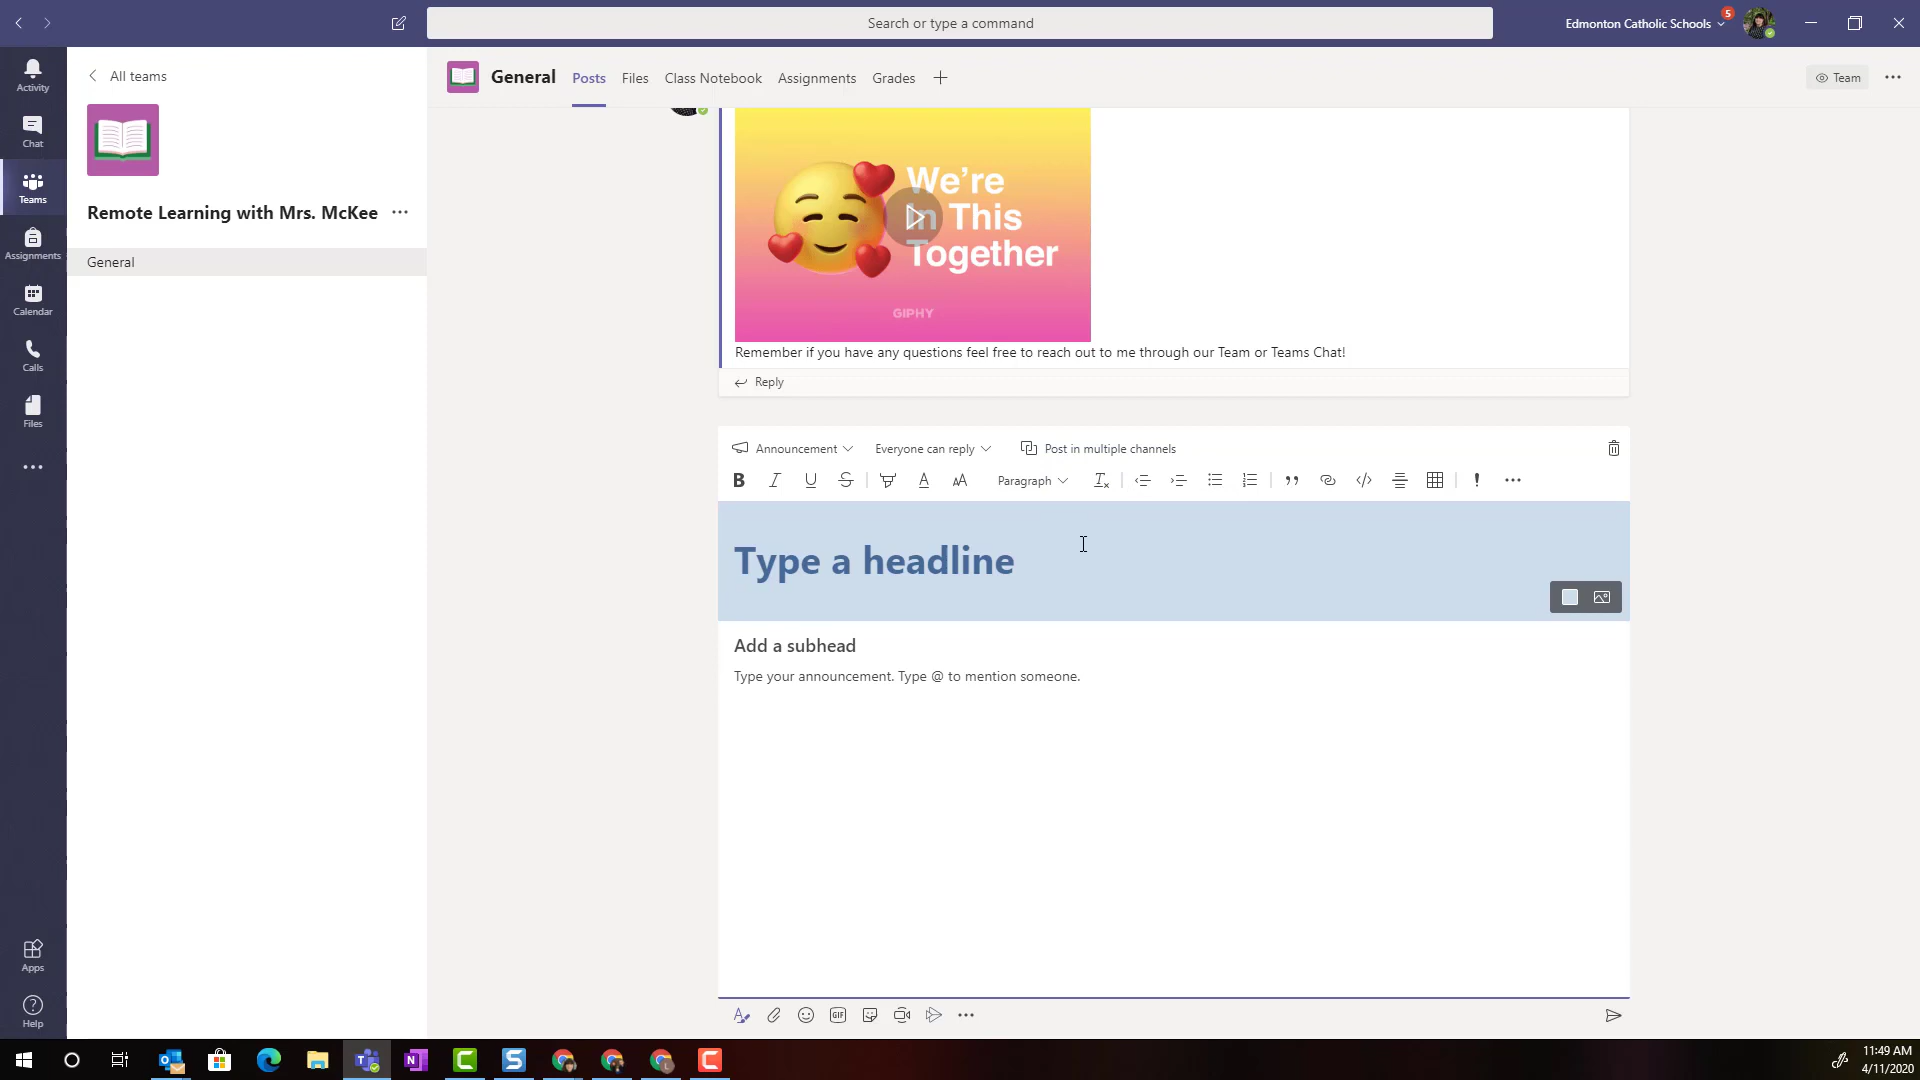 Search or type a command
Edmonton Catholic Schools
5
Activity
Chat
Teams
Assignments
Calendar
Calls
Files
Apps
Help
All teams
Remote Learning with Mrs. McKee
General
General
Posts
Files
Class Notebook
Assignments
Grades
Team
We're
In This
Together
GIPHY
Remember if you have any questions feel free to reach out to me through our Team or Teams Chat!
Reply
Announcement
Everyone can reply
Post in multiple channels
B I U S A AA Paragraph
Type a headline
Add a subhead
Type your announcement. Type @ to mention someone.
GIF
11:49 AM
4/11/2020